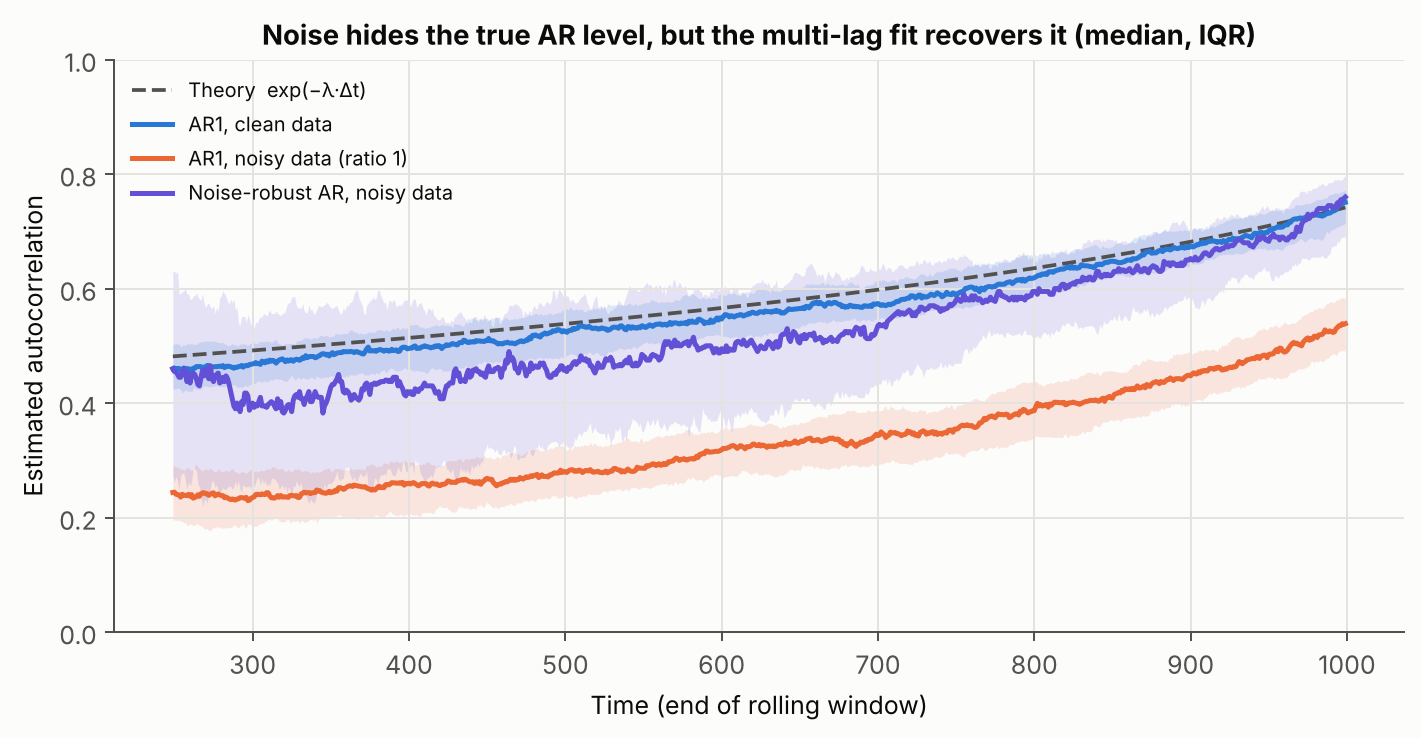 Noise hides the true AR level, but the multi-lag fit recovers it (median, IQR)
1.0
0.8
0.6
0.4
0.2
0.0
Estimated autocorrelation
Theory  exp(−λ·Δt)
AR1, clean data
AR1, noisy data (ratio 1)
Noise-robust AR, noisy data
300 400 500 600 700 800 900 1000
Time (end of rolling window)